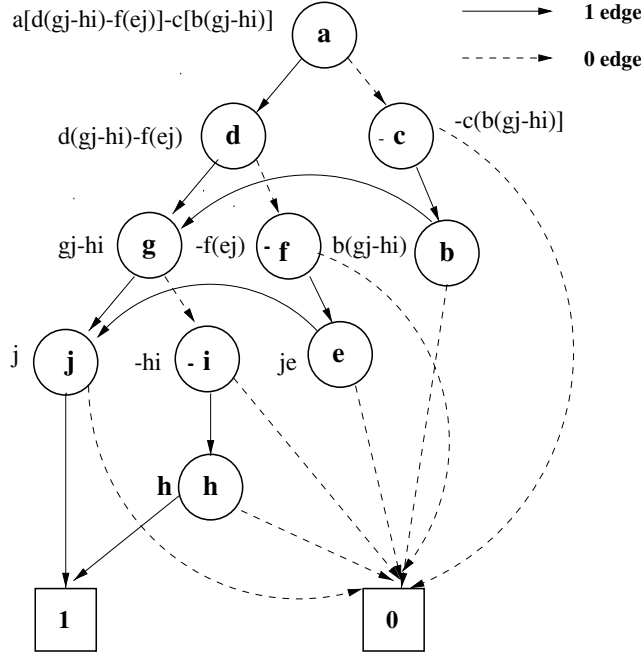 a[d(gj-hi)-f(ej)]-c[b(gj-hi)]
1 edge
0 edge
a
d(gj-hi)-f(ej)
d
- c
-c(b(gj-hi)]
gj-hi
g
-f(ej)
- f
b(gj-hi)
b
j
j
-hi
- i
je
e
h
h
1
0